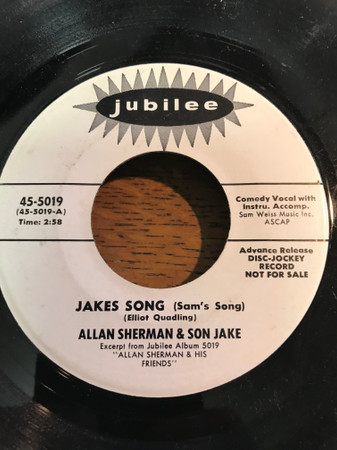 jubilee
45-5019
(45-5019-A)
Time: 2:58
Comedy Vocal with
Instru. Accomp.
Sam Weiss Music Inc.
ASCAP
Advance Release
DISC-JOCKEY
RECORD
NOT FOR SALE
JAKES SONG (Sam's Song)
(Elliot Quadling)
ALLAN SHERMAN & SON JAKE
Excerpt from Jubilee Album 5019
"ALLAN SHERMAN & HIS
FRIENDS"